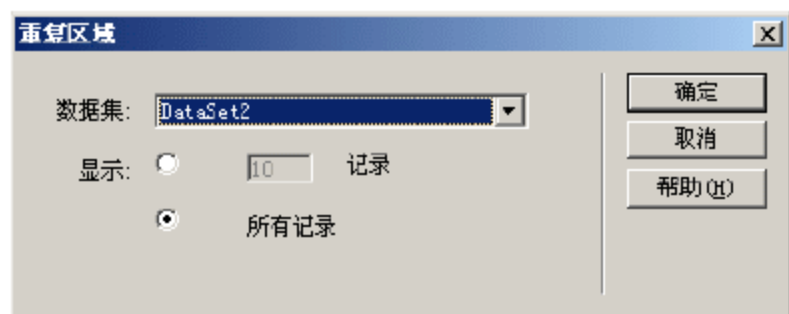 重复区域
数据集: DataSet2
显示: 10 记录
所有记录
确定
取消
帮助(H)